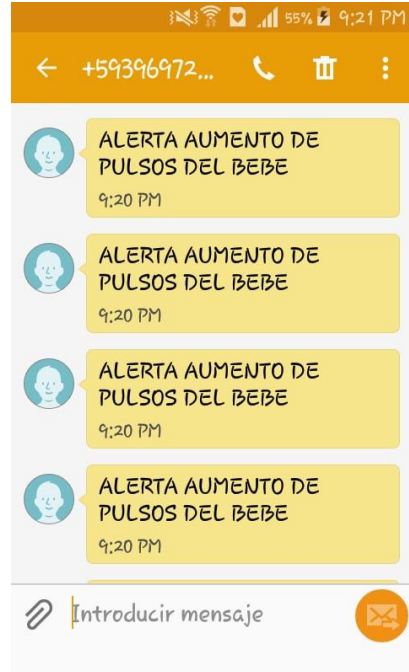 55% 9:21 PM
+59396972...
ALERTA AUMENTO DE
PULSOS DEL BEBE
9:20 PM
ALERTA AUMENTO DE
PULSOS DEL BEBE
9:20 PM
ALERTA AUMENTO DE
PULSOS DEL BEBE
9:20 PM
ALERTA AUMENTO DE
PULSOS DEL BEBE
9:20 PM
Introducir mensaje